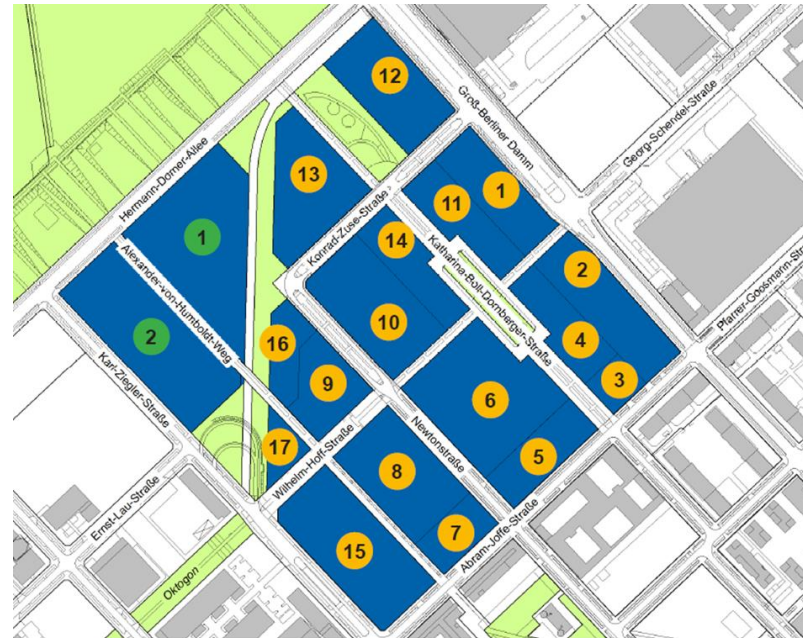 12
Groß-Berliner Damm
Georg-Schendel-Straße
Hermann-Dorner-Allee
13
1
11
Konrad-Zuse-Straße
1
14
Katharina-Boll-Dornberger-Straße
2
Pfarrer-Goosmann-Str
Alexander-von-Humboldt-Weg
10
4
2
16
3
Karl-Ziegler-Straße
9
6
17
Newtonstraße
5
Wilhelm-Hoff-Straße
8
Ernst-Lau-Straße
7
15
Abram-Joffe-Straße
Oktogon